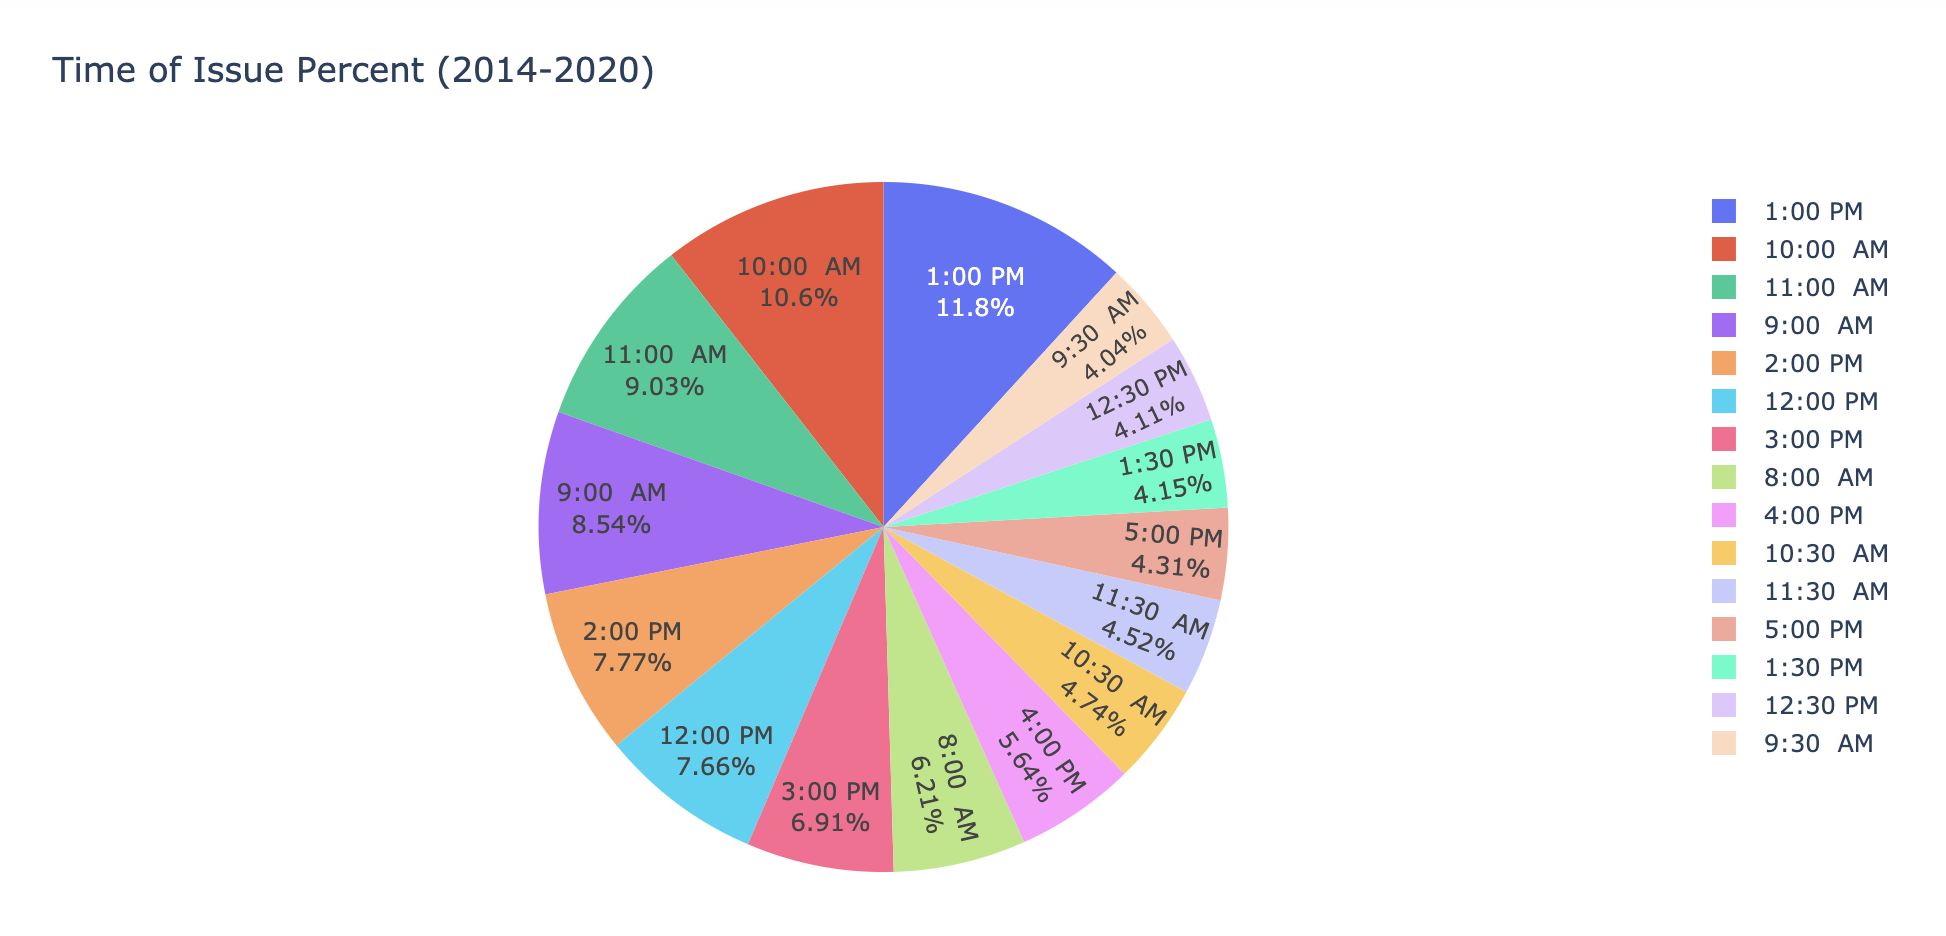 Time of Issue Percent (2014-2020)
1:00 PM
11.8%
9:30  AM
4.04%
12:30 PM
4.11%
1:30 PM
4.15%
5:00 PM
4.31%
11:30  AM
4.52%
10:30  AM
4.74%
4:00 PM
5.64%
8:00  AM
6.21%
3:00 PM
6.91%
12:00 PM
7.66%
2:00 PM
7.77%
9:00  AM
8.54%
11:00  AM
9.03%
10:00  AM
10.6%
1:00 PM
10:00  AM
11:00  AM
9:00  AM
2:00 PM
12:00 PM
3:00 PM
8:00  AM
4:00 PM
10:30  AM
11:30  AM
5:00 PM
1:30 PM
12:30 PM
9:30  AM